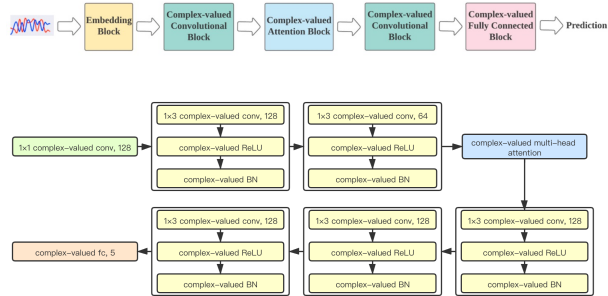 Embedding
Block
Complex-valued
Convolutional
Block
Complex-valued
Attention Block
Complex-valued
Convolutional
Block
Complex-valued
Fully Connected
Block
Prediction
1×1 complex-valued conv, 128
1×3 complex-valued conv, 128
complex-valued ReLU
complex-valued BN
1×3 complex-valued conv, 64
complex-valued ReLU
complex-valued BN
complex-valued multi-head
attention
complex-valued fc, 5
1×3 complex-valued conv, 128
complex-valued ReLU
complex-valued BN
1×3 complex-valued conv, 128
complex-valued ReLU
complex-valued BN
1×3 complex-valued conv, 128
complex-valued ReLU
complex-valued BN